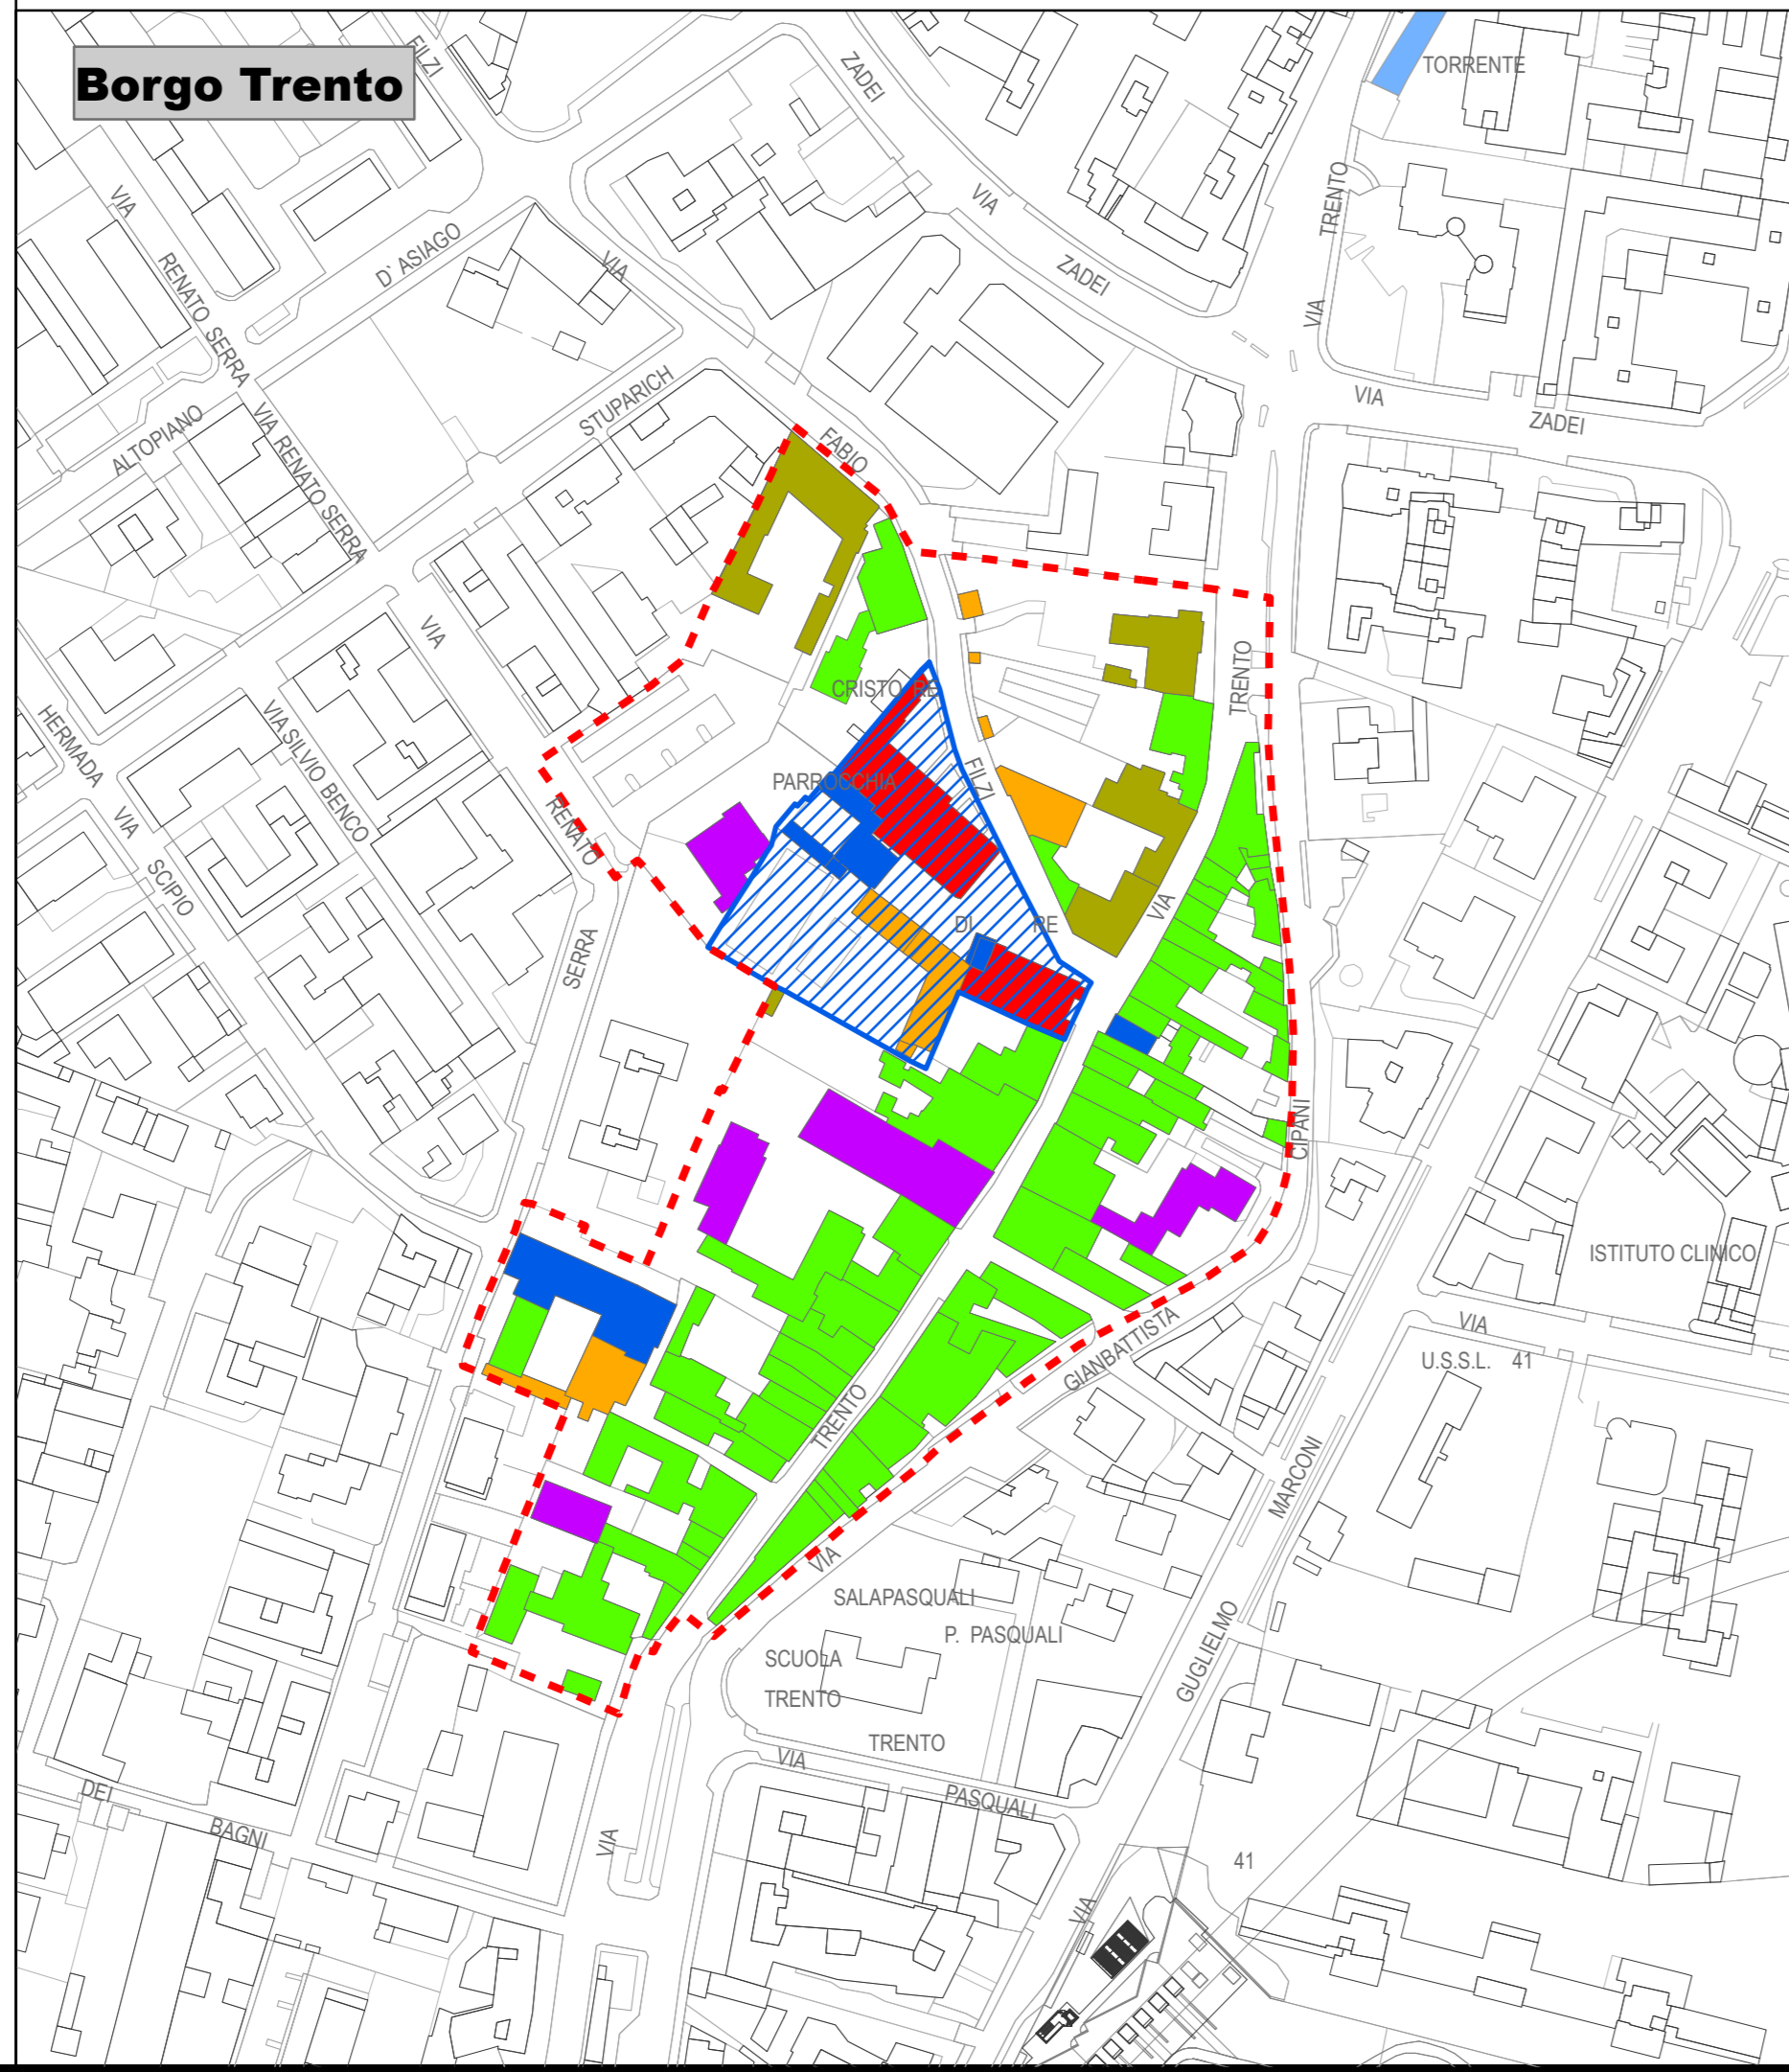 Borgo Trento
FILZI
ZADEI
TORRENTE
VIA
RENATO SERRA
D`ASIAGO
VIA
VIA
ZADEI
TRENTO
VIA
VIA
ZADEI
ALTOPIANO
VIA RENATO SERRA
STUPARICH
FABIO
VIA
HERMADA
VIA SILVIO BENCO
VIA
SCIPIO
RENATO
SERRA
CRISTO RE
PARROCCHIA
FILZI
TRENTO
VIA
DI RE
CIPANI
ISTITUTO CLINICO
VIA
U.S.S.L. 41
GIANBATTISTA
TRENTO
MARCONI
VIA
SALAPASQUALI
P. PASQUALI
SCUOLA
TRENTO
GUGLIELMO
TRENTO
VIA
PASQUALI
DEI
BAGNI
VIA
41
VIA